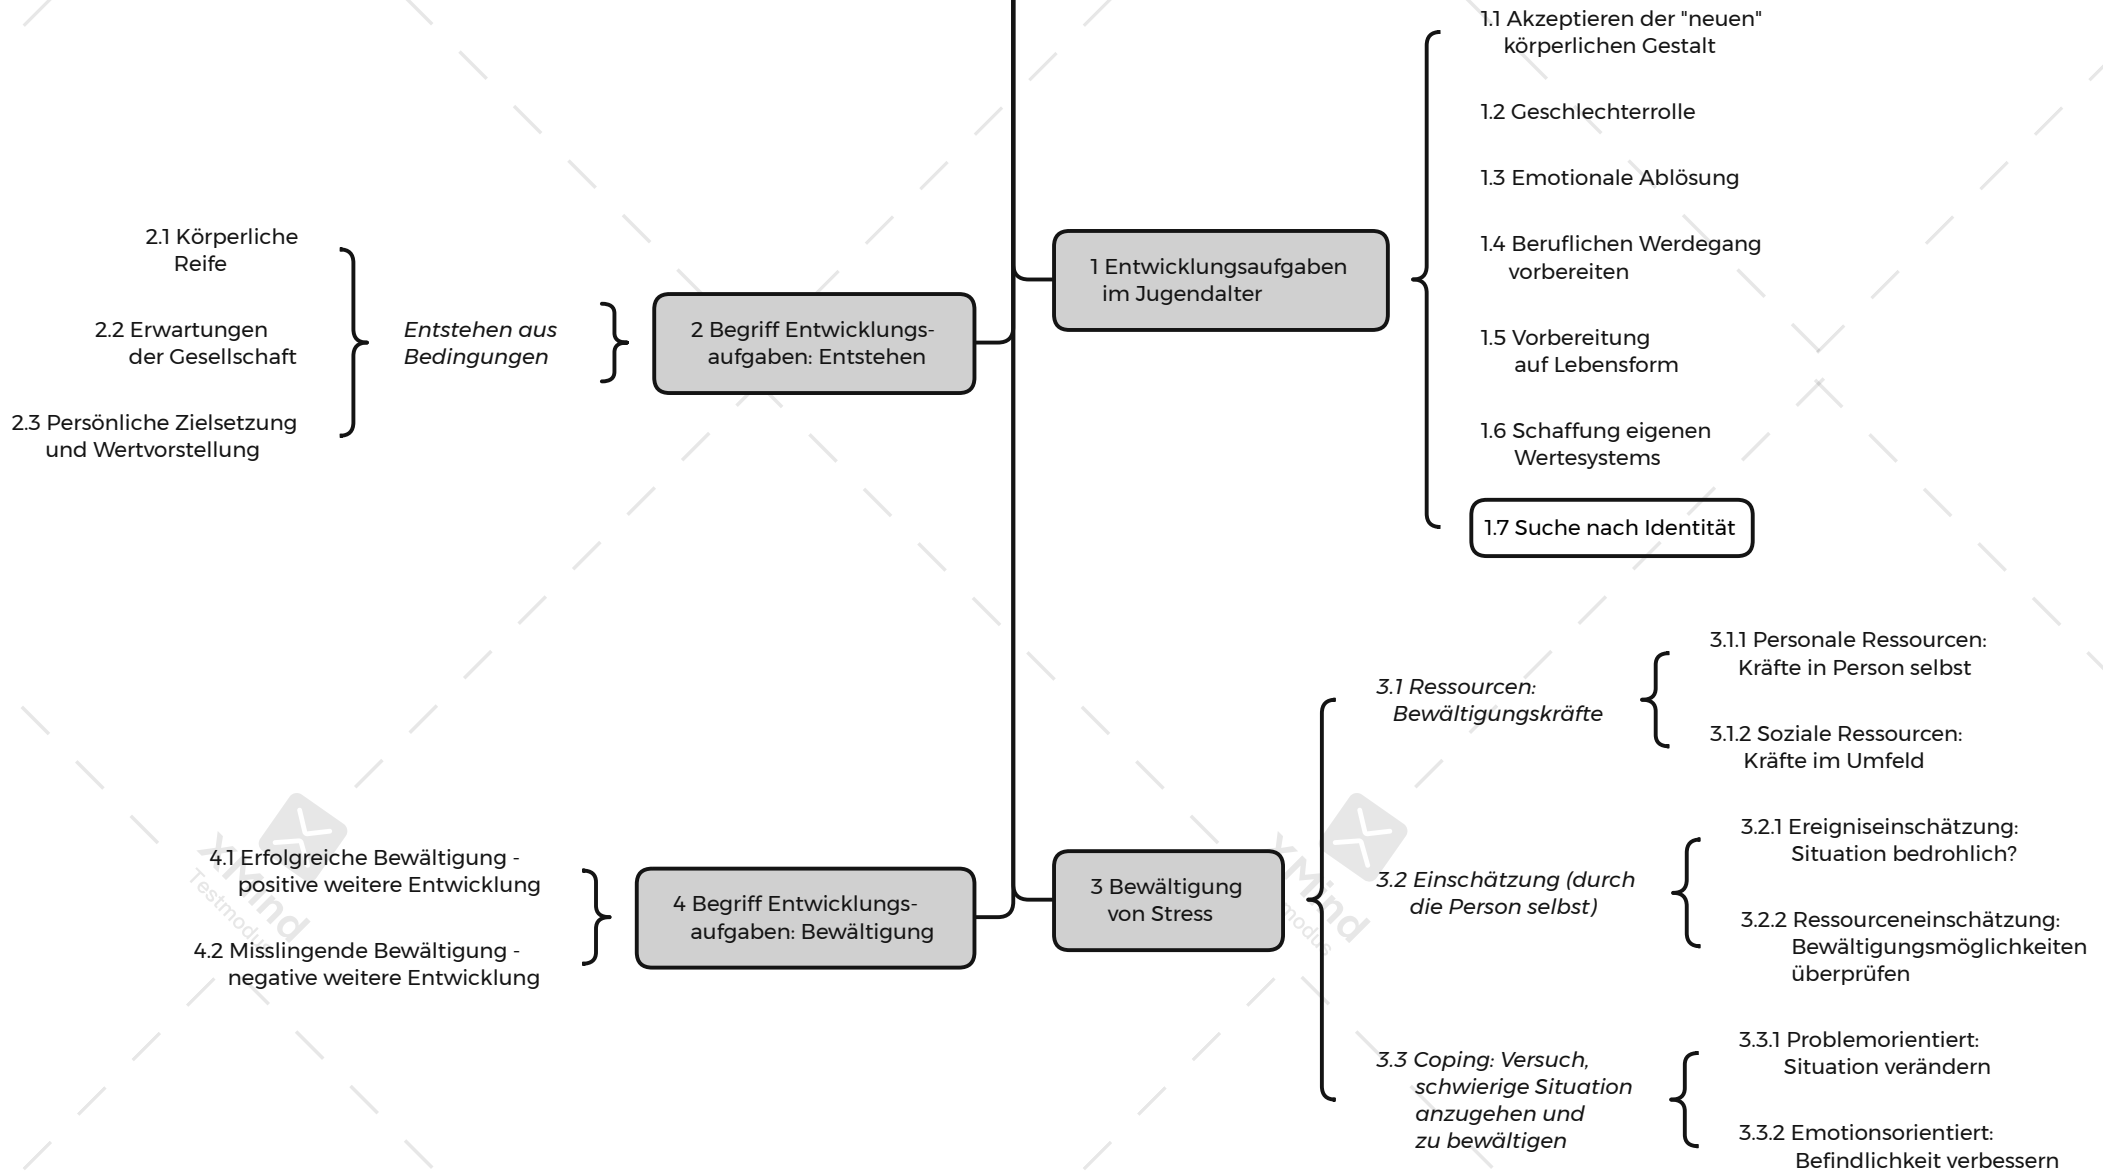 1.1 Akzeptieren der "neuen"
körperlichen Gestalt
1.2 Geschlechterrolle
1.3 Emotionale Ablösung
1.4 Beruflichen Werdegang
vorbereiten
1.5 Vorbereitung
auf Lebensform
1.6 Schaffung eigenen
Wertesystems
1.7 Suche nach Identität
1 Entwicklungsaufgaben
im Jugendalter
2 Begriff Entwicklungs-
aufgaben: Entstehen
Entstehen aus
Bedingungen
2.1 Körperliche
Reife
2.2 Erwartungen
der Gesellschaft
2.3 Persönliche Zielsetzung
und Wertvorstellung
3 Bewältigung
von Stress
3.1 Ressourcen:
Bewältigungskräfte
3.1.1 Personale Ressourcen:
Kräfte in Person selbst
3.1.2 Soziale Ressourcen:
Kräfte im Umfeld
3.2 Einschätzung (durch
die Person selbst)
3.2.1 Ereigniseinschätzung:
Situation bedrohlich?
3.2.2 Ressourceneinschätzung:
Bewältigungsmöglichkeiten
überprüfen
3.3 Coping: Versuch,
schwierige Situation
anzugehen und
zu bewältigen
3.3.1 Problemorientiert:
Situation verändern
3.3.2 Emotionsorientiert:
Befindlichkeit verbessern
4 Begriff Entwicklungs-
aufgaben: Bewältigung
4.1 Erfolgreiche Bewältigung -
positive weitere Entwicklung
4.2 Misslingende Bewältigung -
negative weitere Entwicklung
XMind
Testmodus
XMind
modus